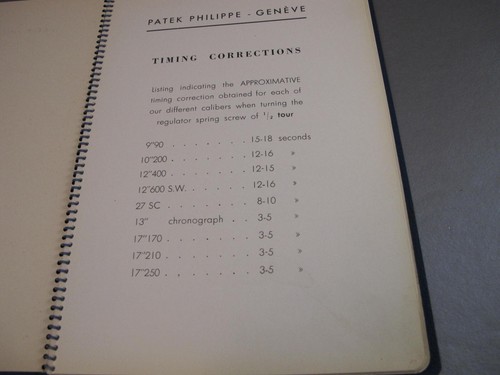 PATEK PHILIPPE - GENÈVE
TIMING CORRECTIONS
Listing indicating the APPROXIMATIVE
timing correction obtained for each of
our different calibers when turning the
regulator spring screw of 1/8 tour
9'''90 . . . . . . . 15-18 seconds
10'''200 . . . . . . 12-16 »
12'''400 . . . . . . 12-15 »
12'''600 S.W. . . . . . 12-16 »
27 SC . . . . . . . 8-10 »
13''' chronograph . . 3-5 »
17'''170 . . . . . . . 3-5 »
17'''210 . . . . . . . 3-5 »
17'''250 . . . . . . . 3-5 »